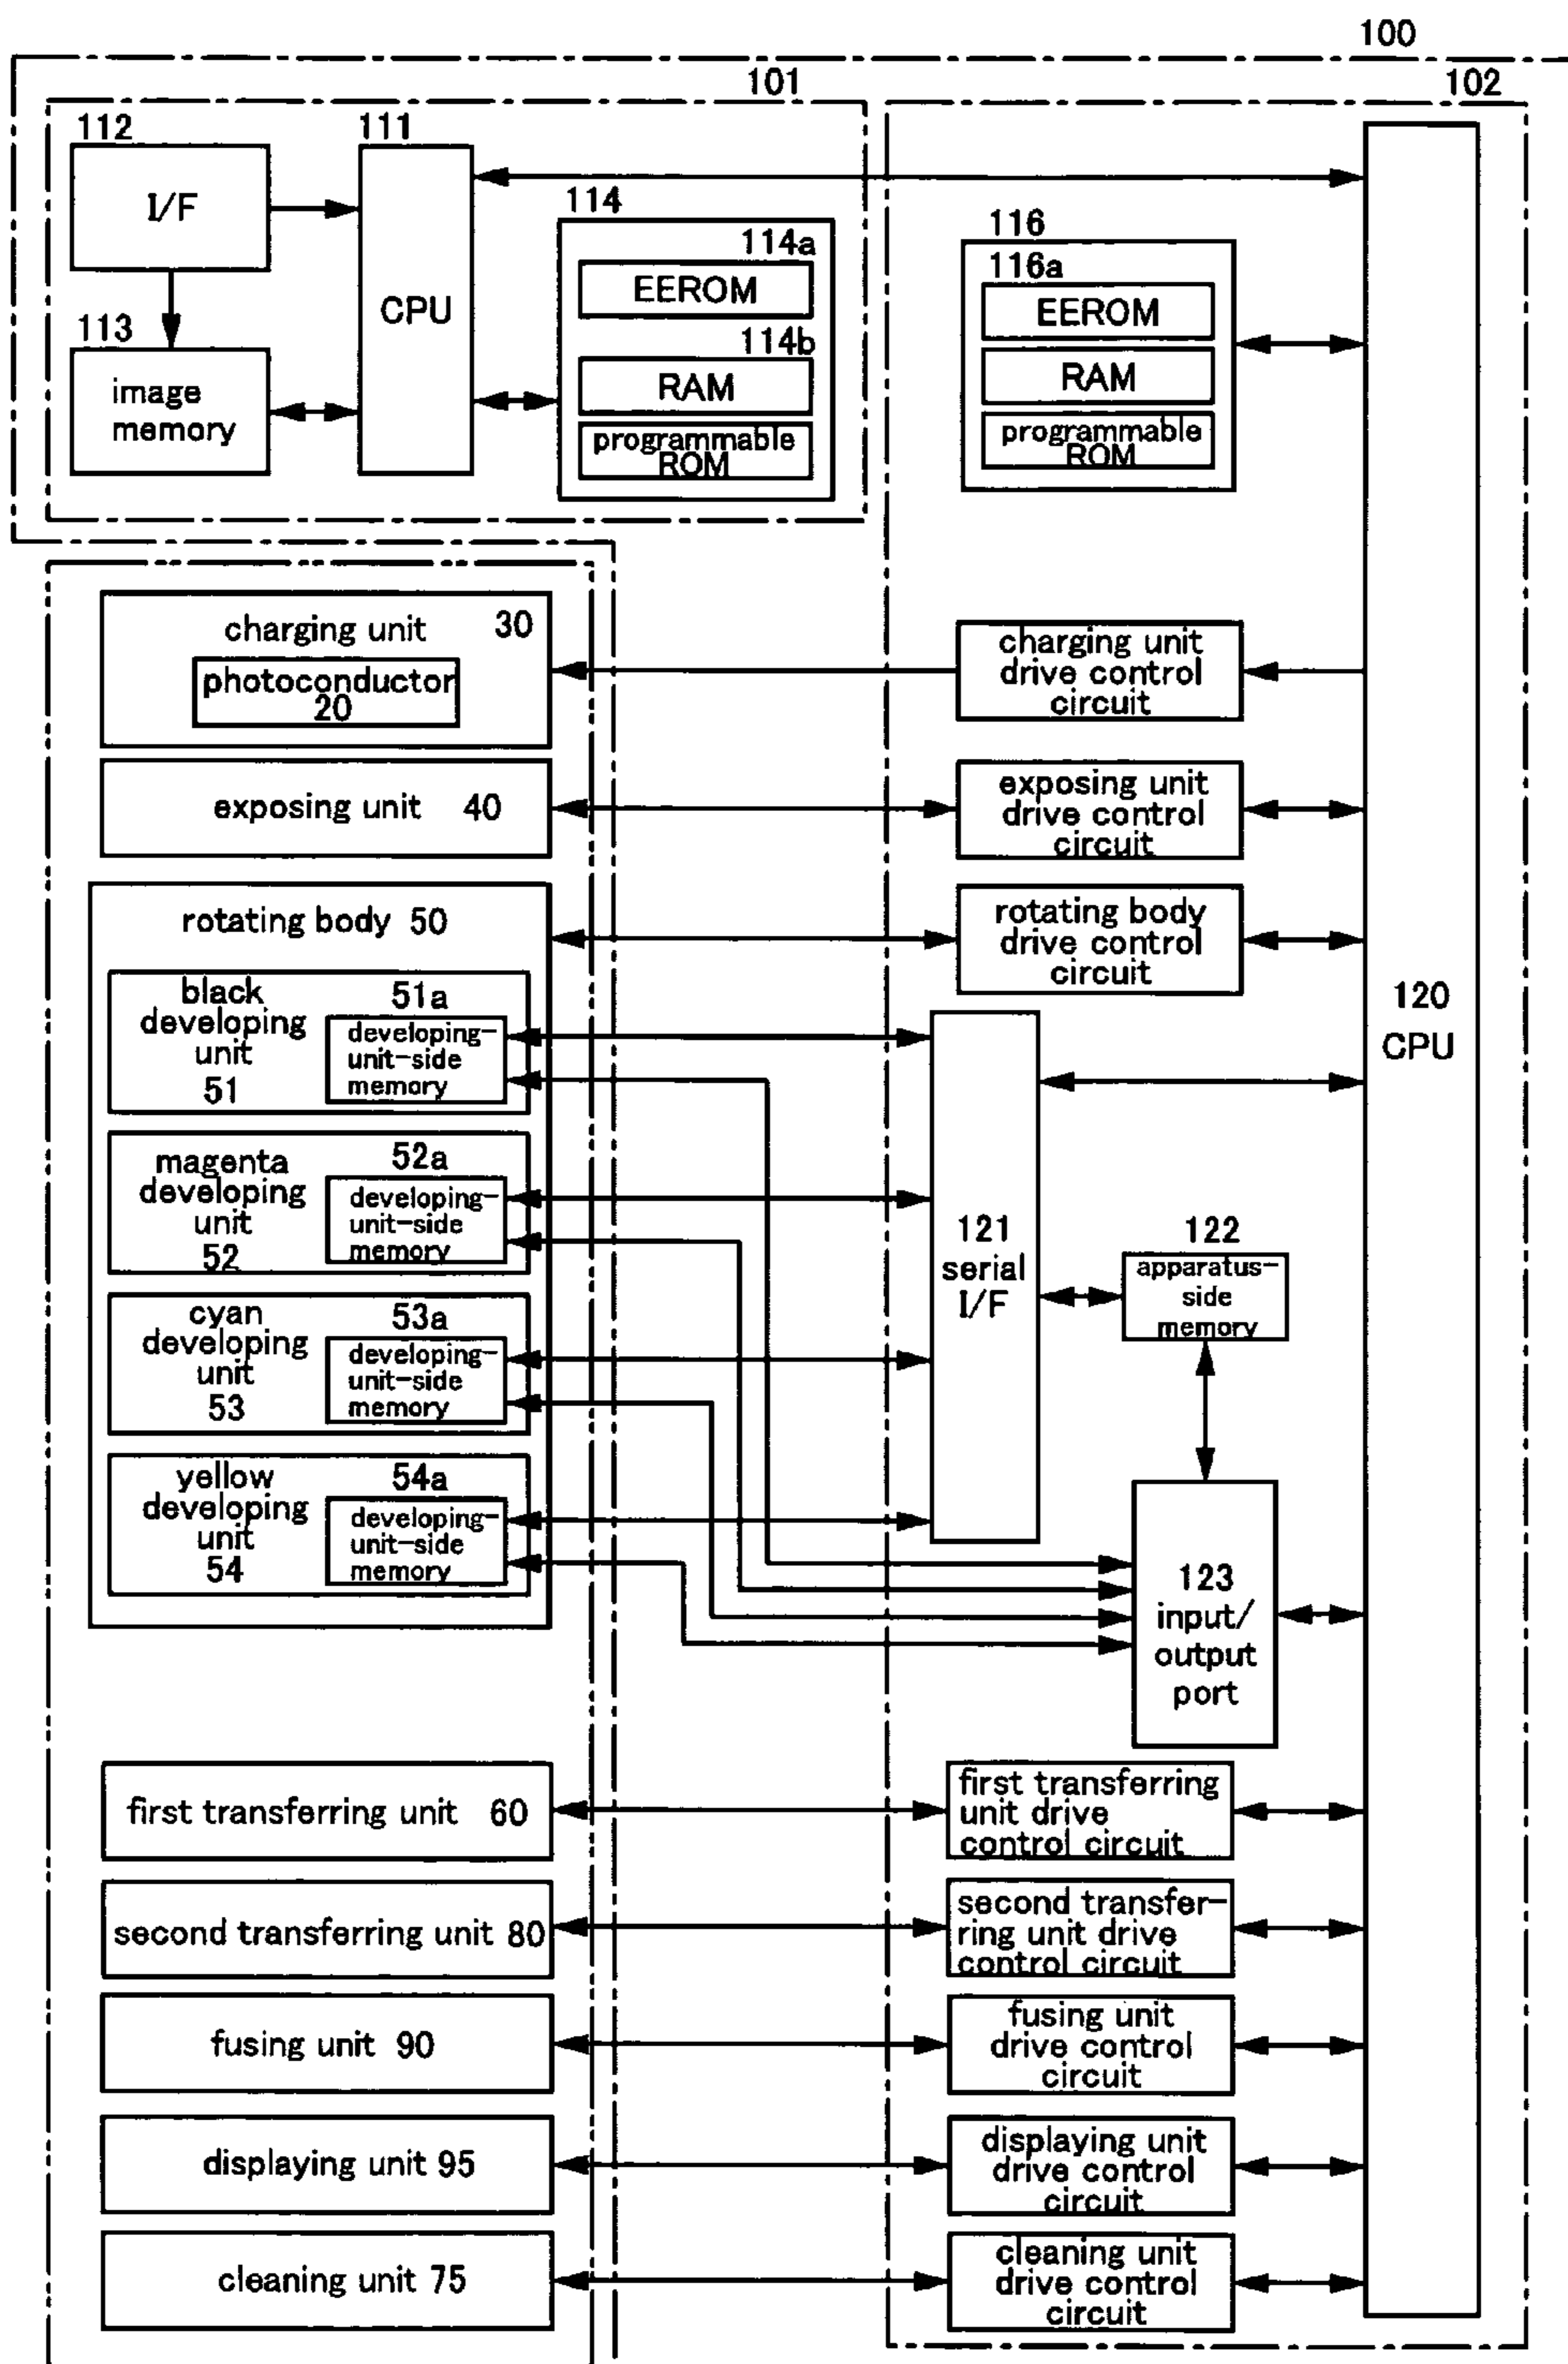 100
101
102
112
111
I/F
CPU
114
114a
EEROM
114b
RAM
programmable
ROM
113
image
memory
116
116a
EEROM
RAM
programmable
ROM
charging unit 30
photoconductor
20
charging unit
drive control
circuit
exposing unit 40
exposing unit
drive control
circuit
rotating body 50
rotating body
drive control
circuit
120
CPU
black
developing
unit
51
51a
developing-
unit-side
memory
magenta
developing
unit
52
52a
developing-
unit-side
memory
121
serial
I/F
122
apparatus-
side
memory
cyan
developing
unit
53
53a
developing-
unit-side
memory
yellow
developing
unit
54
54a
developing-
unit-side
memory
123
input/
output
port
first transferring unit 60
first transferring
unit drive
control circuit
second transferring unit 80
second transfer-
ring unit drive
control circuit
fusing unit 90
fusing unit
drive control
circuit
displaying unit 95
displaying unit
drive control
circuit
cleaning unit 75
cleaning unit
drive control
circuit